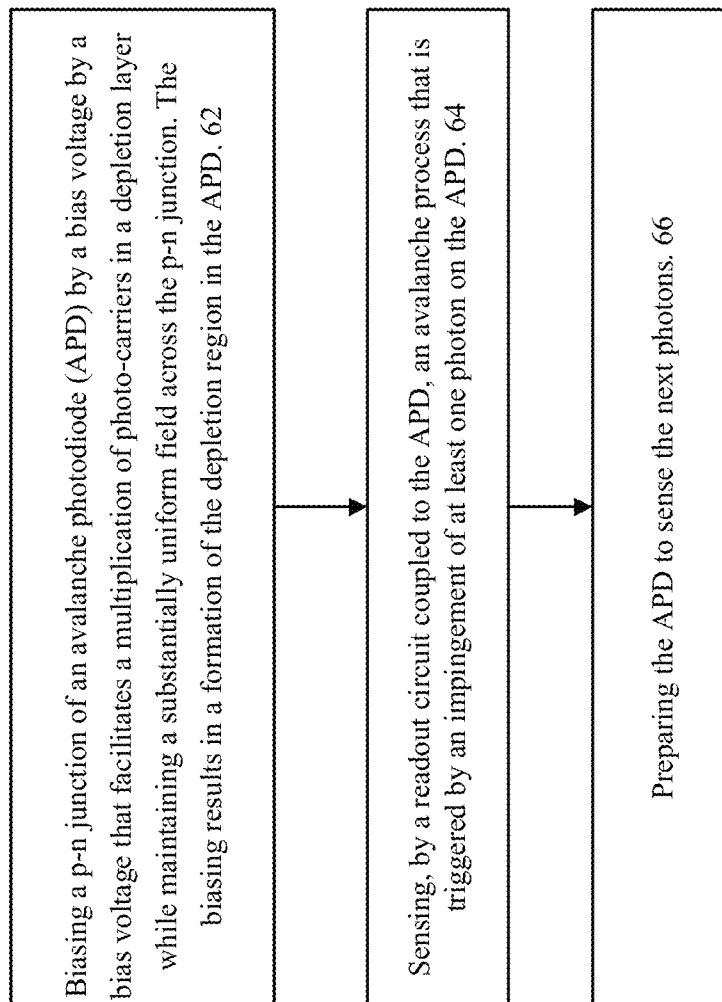 Biasing a p-n junction of an avalanche photodiode (APD) by a bias voltage by a
bias voltage that facilitates a multiplication of photo-carriers in a depletion layer
while maintaining a substantially uniform field across the p-n junction. The
biasing results in a formation of the depletion region in the APD. 62
Sensing, by a readout circuit coupled to the APD, an avalanche process that is
triggered by an impingement of at least one photon on the APD. 64
Preparing the APD to sense the next photons. 66